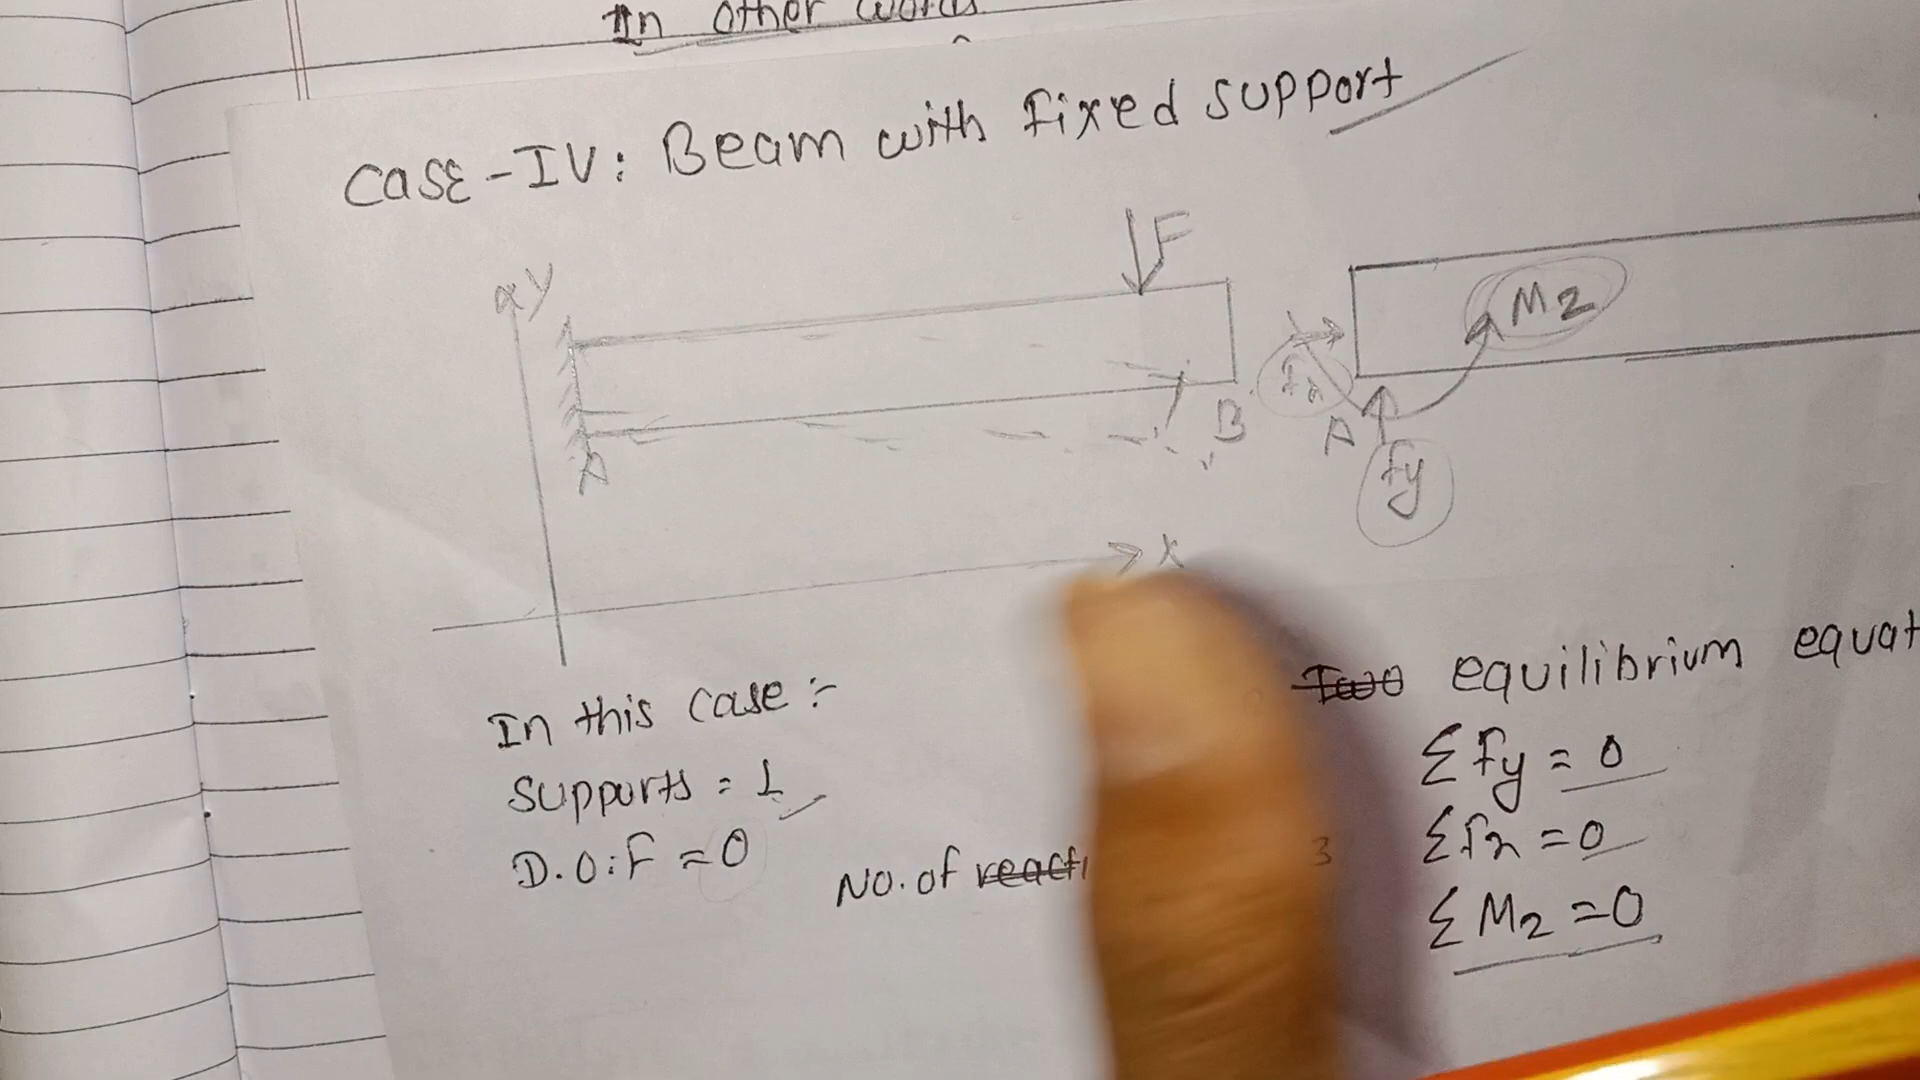 In other words
CASE-IV: Beam with fixed support
F
y
M2
fx
B
A
A
fy
x
In this case :-
Supports = 1
D.O.F = 0
No. of
Two equilibrium
ΣFy = 0
Σfx = 0
ΣM2 = 0
3